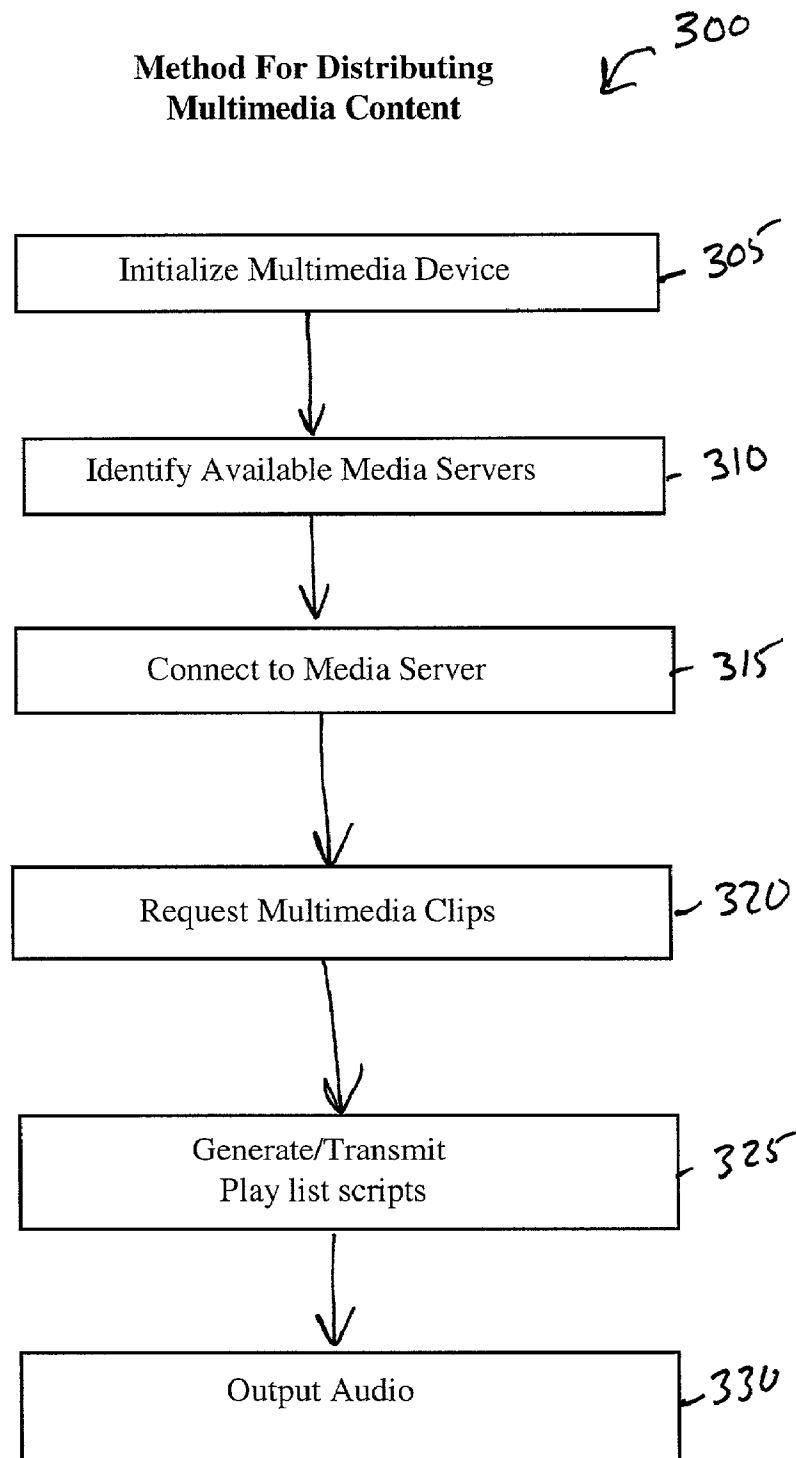 300
Method For Distributing
Multimedia Content
Initialize Multimedia Device
305
Identify Available Media Servers
310
Connect to Media Server
315
Request Multimedia Clips
320
Generate/Transmit
Play list scripts
325
Output Audio
330